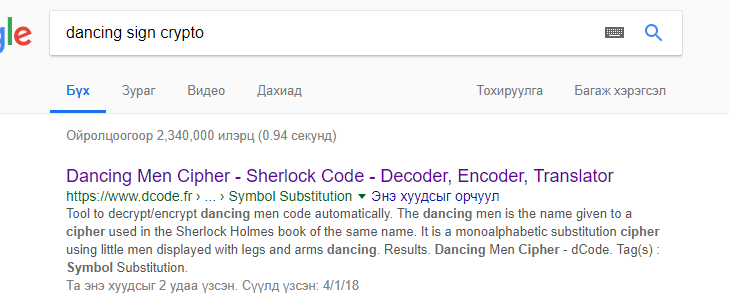 gle
dancing sign crypto
Бүх Зураг Видео Дахиад Тохируулга Багаж хэрэгсэл
Ойролцоогоор 2,340,000 илэрц (0.94 секунд)
Dancing Men Cipher - Sherlock Code - Decoder, Encoder, Translator
https://www.dcode.fr › ... › Symbol Substitution ▼ Энэ хуудсыг орчуул
Tool to decrypt/encrypt dancing men code automatically. The dancing men is the name given to a
cipher used in the Sherlock Holmes book of the same name. It is a monoalphabetic substitution cipher
using little men displayed with legs and arms dancing. Results. Dancing Men Cipher - dCode. Tag(s) :
Symbol Substitution.
Та энэ хуудсыг 2 удаа үзсэн. Сүүлд үзсэн: 4/1/18